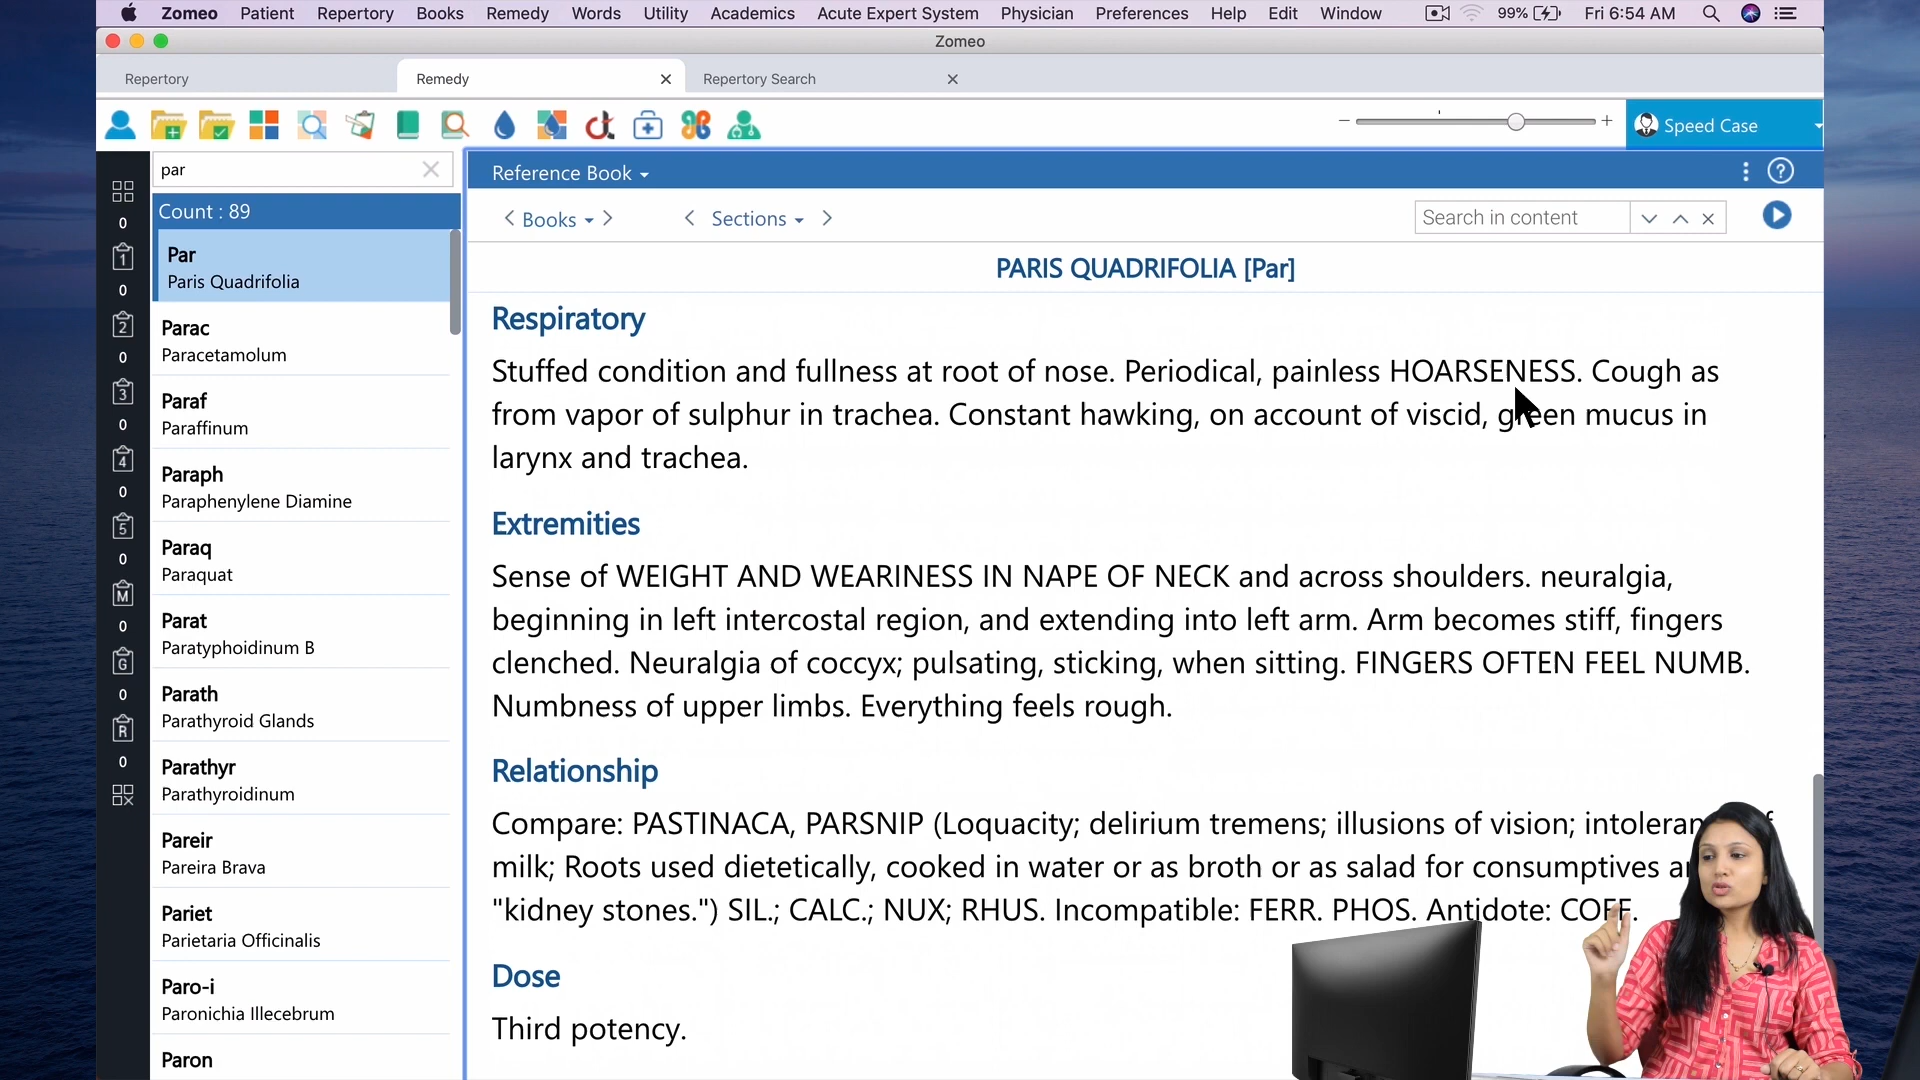 Zomeo Patient Repertory Books Remedy Words Utility Academics Acute Expert System Physician Preferences Help Edit Window 99% Fri 6:54 AM
Zomeo
Repertory Remedy Repertory Search
Speed Case
par
Reference Book
Count : 89
Books Sections Search in content
Par
Paris Quadrifolia
Parac
Paracetamolum
Paraf
Paraffinum
Paraph
Paraphenylene Diamine
Paraq
Paraquat
Parat
Paratyphoidinum B
Parath
Parathyroid Glands
Parathyr
Parathyroidinum
Pareir
Pareira Brava
Pariet
Parietaria Officinalis
Paro-i
Paronichia Illecebrum
Paron
0
1
0
2
0
3
0
4
0
5
0
M
0
G
0
R
0
PARIS QUADRIFOLIA [Par]
Respiratory
Stuffed condition and fullness at root of nose. Periodical, painless HOARSENESS. Cough as
from vapor of sulphur in trachea. Constant hawking, on account of viscid, green mucus in
larynx and trachea.
Extremities
Sense of WEIGHT AND WEARINESS IN NAPE OF NECK and across shoulders. neuralgia,
beginning in left intercostal region, and extending into left arm. Arm becomes stiff, fingers
clenched. Neuralgia of coccyx; pulsating, sticking, when sitting. FINGERS OFTEN FEEL NUMB.
Numbness of upper limbs. Everything feels rough.
Relationship
Compare: PASTINACA, PARSNIP (Loquacity; delirium tremens; illusions of vision;
milk; Roots used dietetically, cooked in water or as broth or as salad for consumptives
"kidney stones.") SIL.; CALC.; NUX; RHUS. Incompatible: FERR. PHOS. Antidote: COFF.
Dose
Third potency.